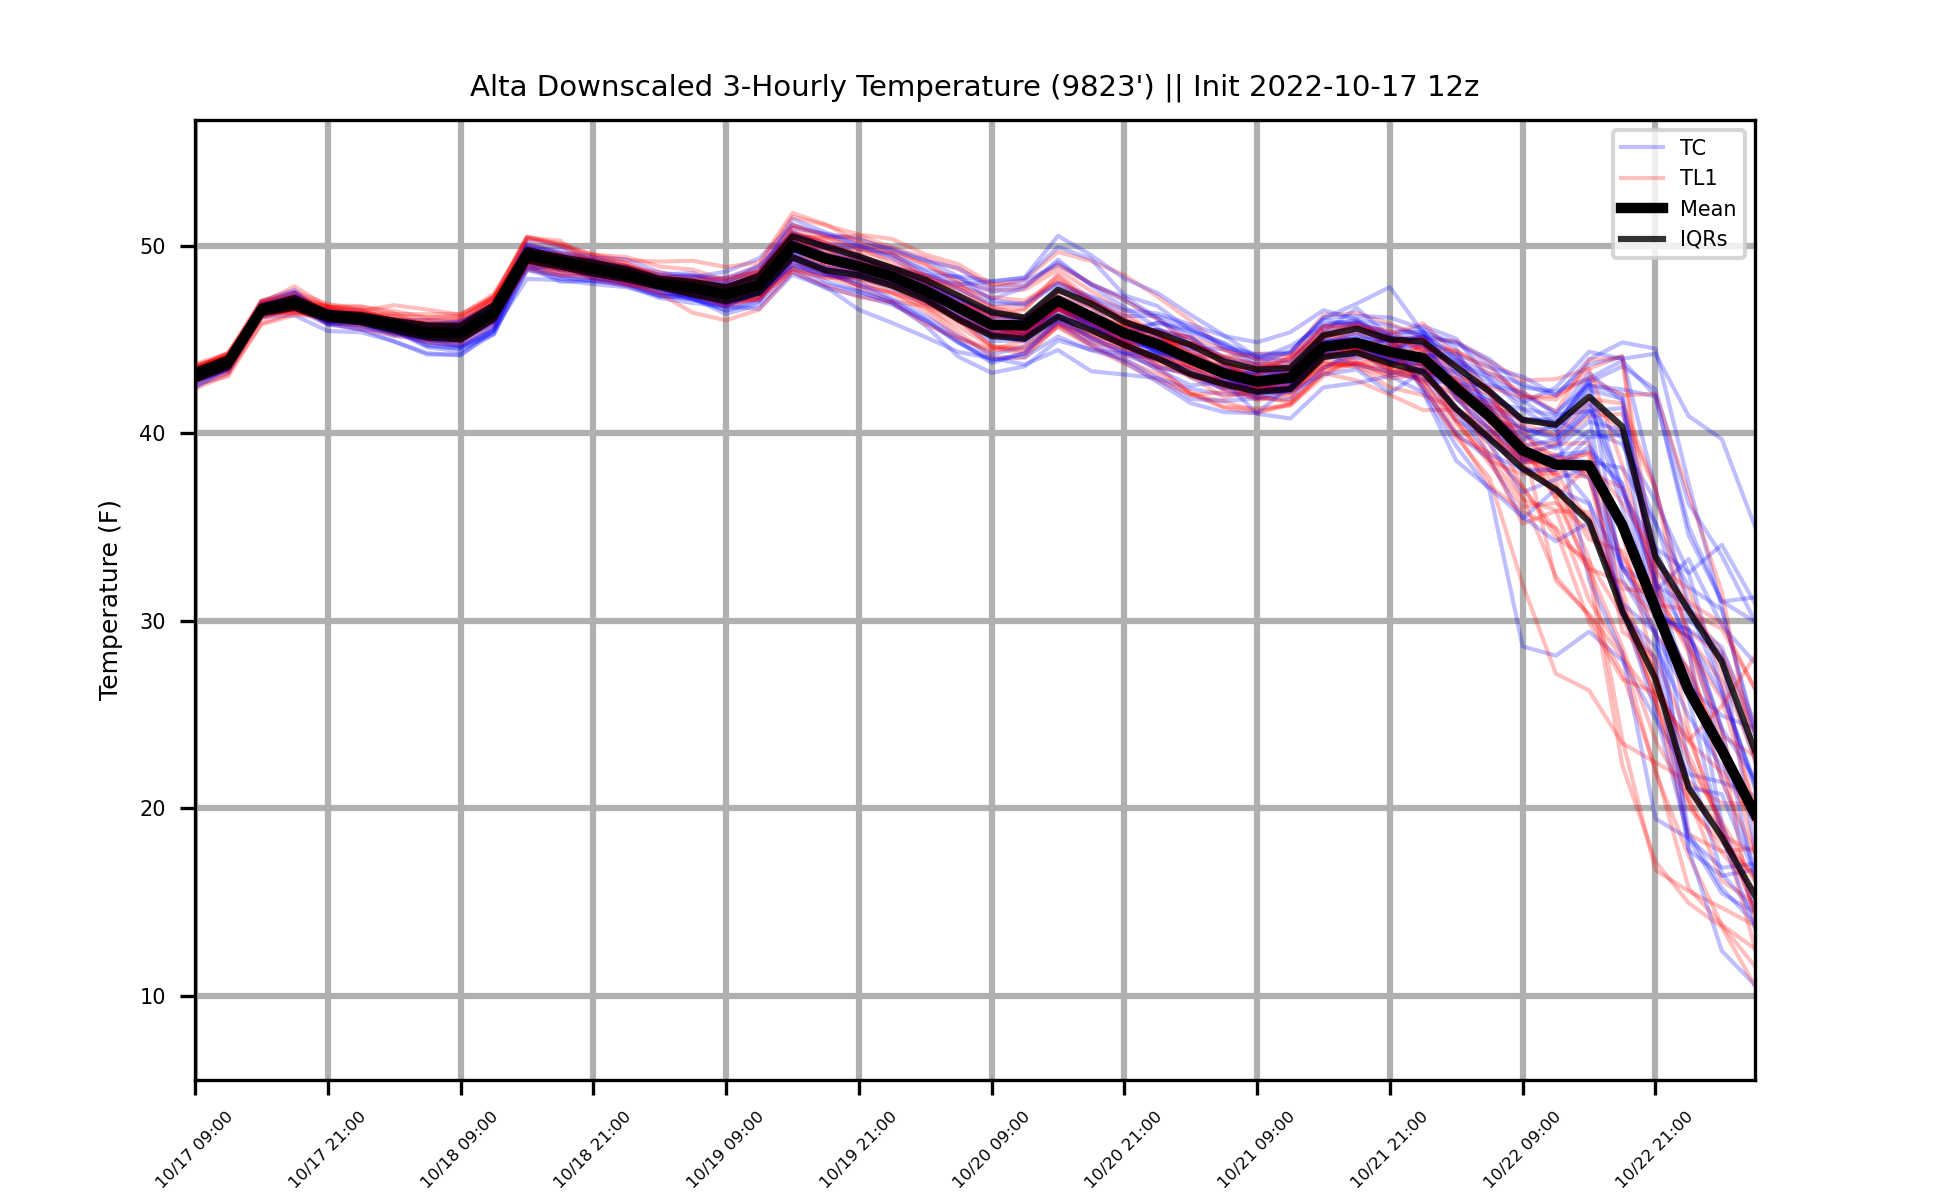 Alta Downscaled 3-Hourly Temperature (9823') || Init 2022-10-17 12z
TC
TL1
Mean
IQRs
Temperature (F)
50
40
30
20
10
10/17 09:00
10/17 21:00
10/18 09:00
10/18 21:00
10/19 09:00
10/19 21:00
10/20 09:00
10/20 21:00
10/21 09:00
10/21 21:00
10/22 09:00
10/22 21:00